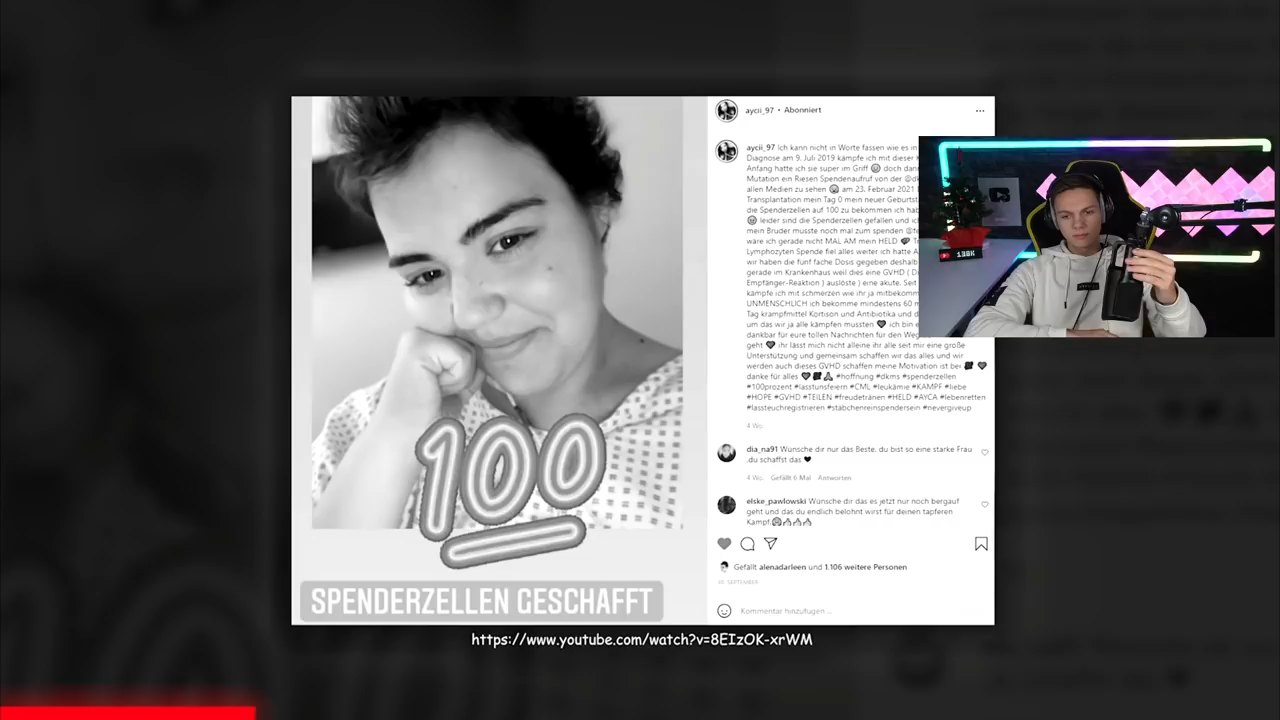 aycii_97 • Abonniert
aycii_97 Ich kann nicht in Worte fassen wie es in
Diagnose am 9. Juli 2019 kämpfe ich mit dieser
Anfang hatte ich sie super im Griff doch dan
Mutation ein Riesen Spendenaufruf von der @dk
allen Medien zu sehen am 23. Februar 2021
Transplantation mein Tag 0 mein neuer Geburtst
die Spenderzellen auf 100 zu bekommen ich hab
leider sind die Spenderzellen gefallen und ic
mein Bruder musste noch mal zum spenden @fe
wäre ich gerade nicht MAL AM mein HELD
Lymphozyten Spende fiel alles weiter ich hatte
wir haben die fünf fache Dosis gegeben deshalb
gerade im Krankenhaus weil dies eine GVHD ( D
Empfänger-Reaktion ) auslöste ) eine akute. Seit
kämpfe ich mit schmerzen wie ihr ja mitbekomm
UNMENSCHLICH ich bekomme mindestens 60 m
Tag krampfmittel Kortison und Antibiotika und d
um das wir ja alle kämpfen mussten 🖤 ich bin
dankbar für eure tollen Nachrichten für den Weg
geht 🖤 ihr lässt mich nicht alleine ihr alle seit mir eine große
Unterstützung und gemeinsam schaffen wir das alles und wir
werden auch dieses GVHD schaffen meine Motivation ist bei
danke für alles #hoffnung #dkms #spenderzellen
#100prozent #lasstunsfeiern #CML #leukämie #KAMPF #liebe
#HOPE #GVHD #TEILEN #freudetränen #HELD #AYCA #lebenretten
#lassteuchregistrieren #stäbchenreinspendersein #nevergiveup
4 Wo.
dia_na91 Wünsche dir nur das Beste, du bist so eine starke Frau
.du schaffst das 🖤
4 Wo. Gefällt 6 Mal Antworten
elske_pawlowski Wünsche dir das es jetzt nur noch bergauf
geht und das du endlich belohnt wirst für deinen tapferen
Kampf.
Gefällt alenadarleen und 1.106 weitere Personen
SEPTEMBER
Kommentar hinzufügen ...
100
SPENDERZELLEN GESCHAFFT
138K
https://www.youtube.com/watch?v=8EIzOK-xrWM